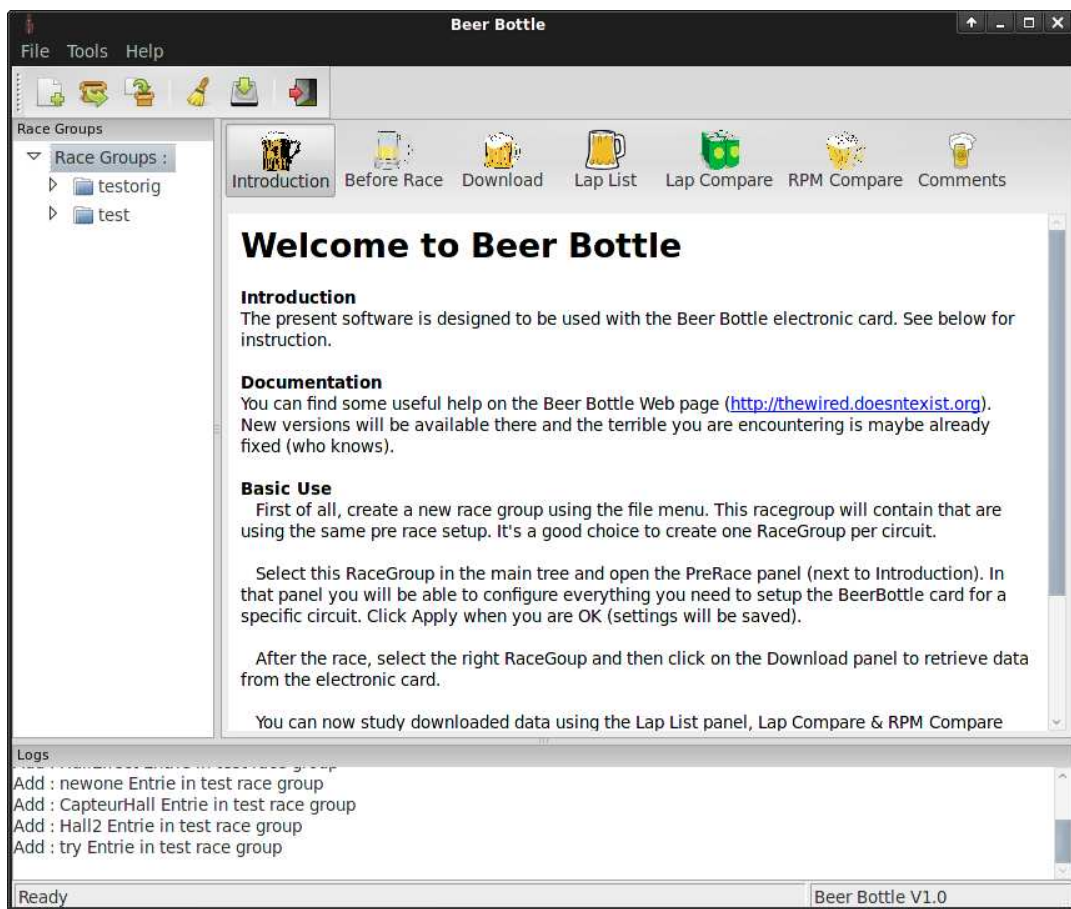 Beer Bottle
File Tools Help
Race Groups
Race Groups :
testorig
test
Introduction Before Race Download Lap List Lap Compare RPM Compare Comments
Welcome to Beer Bottle
Introduction
The present software is designed to be used with the Beer Bottle electronic card. See below for
instruction.
Documentation
You can find some useful help on the Beer Bottle Web page (http://thewired.doesntexist.org).
New versions will be available there and the terrible you are encountering is maybe already
fixed (who knows).
Basic Use
First of all, create a new race group using the file menu. This racegroup will contain that are
using the same pre race setup. It's a good choice to create one RaceGroup per circuit.
Select this RaceGroup in the main tree and open the PreRace panel (next to Introduction). In
that panel you will be able to configure everything you need to setup the BeerBottle card for a
specific circuit. Click Apply when you are OK (settings will be saved).
After the race, select the right RaceGoup and then click on the Download panel to retrieve data
from the electronic card.
You can now study downloaded data using the Lap List panel, Lap Compare & RPM Compare
Logs
Entrie in test race group
Add : newone Entrie in test race group
Add : CapteurHall Entrie in test race group
Add : Hall2 Entrie in test race group
Add : try Entrie in test race group
Ready
Beer Bottle V1.0